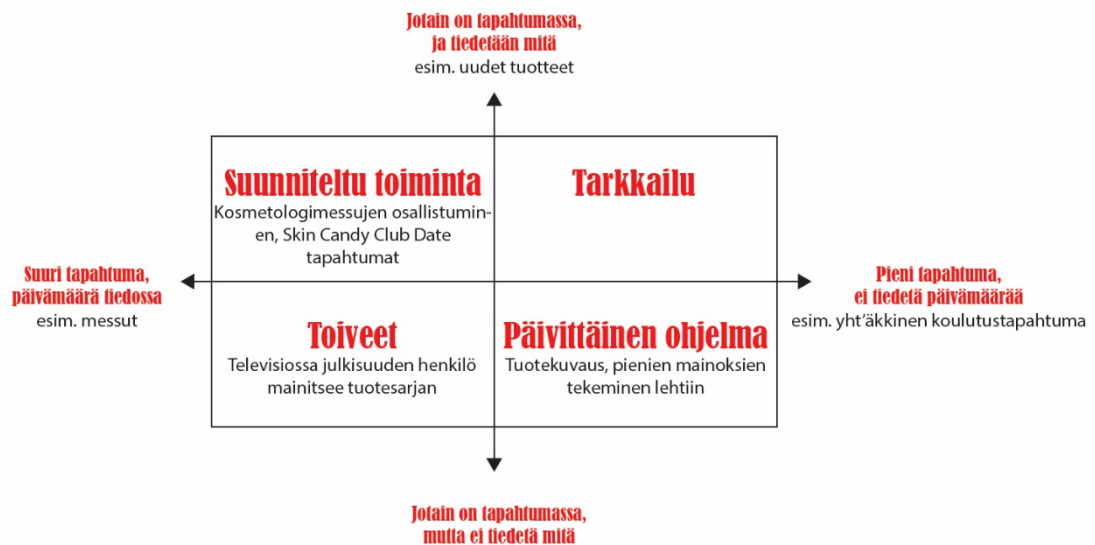 Jotain on tapahtumassa,
ja tiedetään mitä
esim. uudet tuotteet
Suunniteltu toiminta
Kosmetologimessujen osallistumin-
en, Skin Candy Club Date
tapahtumat
Tarkkailu
Suuri tapahtuma,
päivämäärä tiedossa
esim. messut
Pieni tapahtuma,
ei tiedetä päivämäärää
esim. yht'äkkinen koulutustapahtuma
Toiveet
Televisiossa julkisuuden henkilö
mainitsee tuotesarjan
Päivittäinen ohjelma
Tuotekuvaus, pienien mainoksien
tekeminen lehtiin
Jotain on tapahtumassa,
mutta ei tiedetä mitä